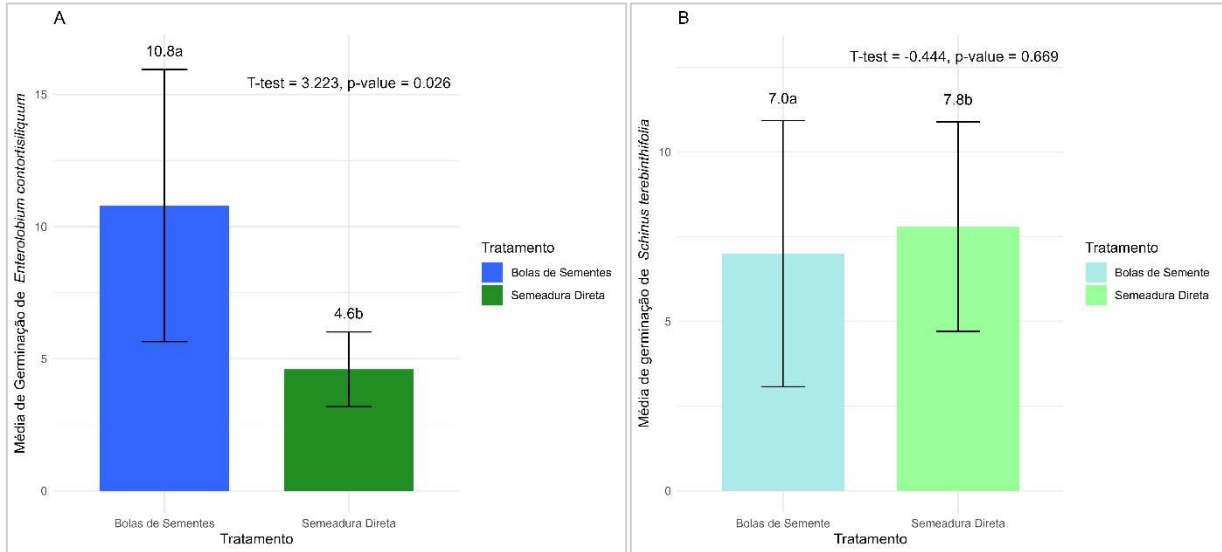 A
10.8a
T-test = 3.223, p-value = 0.026
15
10
5
0
4.6b
Média de Germinação de Enterolobium contortisiliquum
Tratamento
Bolas de Sementes
Semeadura Direta
Bolas de Sementes
Semeadura Direta
Tratamento
B
T-test = -0.444, p-value = 0.669
7.0a
7.8b
10
5
0
Média de germinação de Schinus terebinthifolia
Tratamento
Bolas de Semente
Semeadura Direta
Bolas de Semente
Semeadura Direta
Tratamento